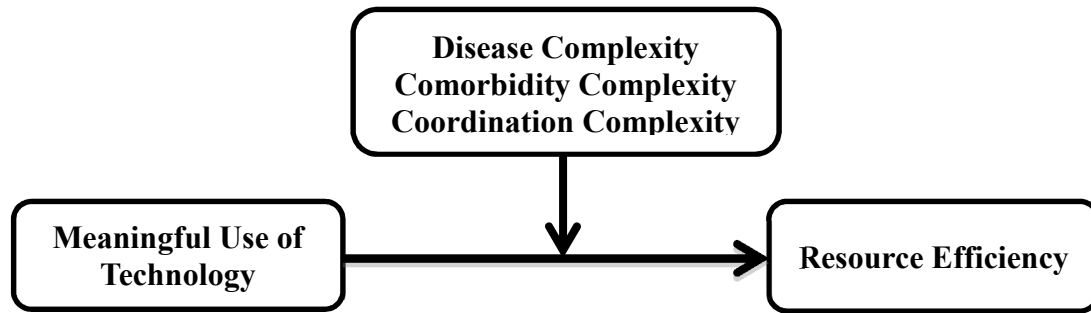 Disease Complexity
Comorbidity Complexity
Coordination Complexity
Meaningful Use of
Technology
Resource Efficiency